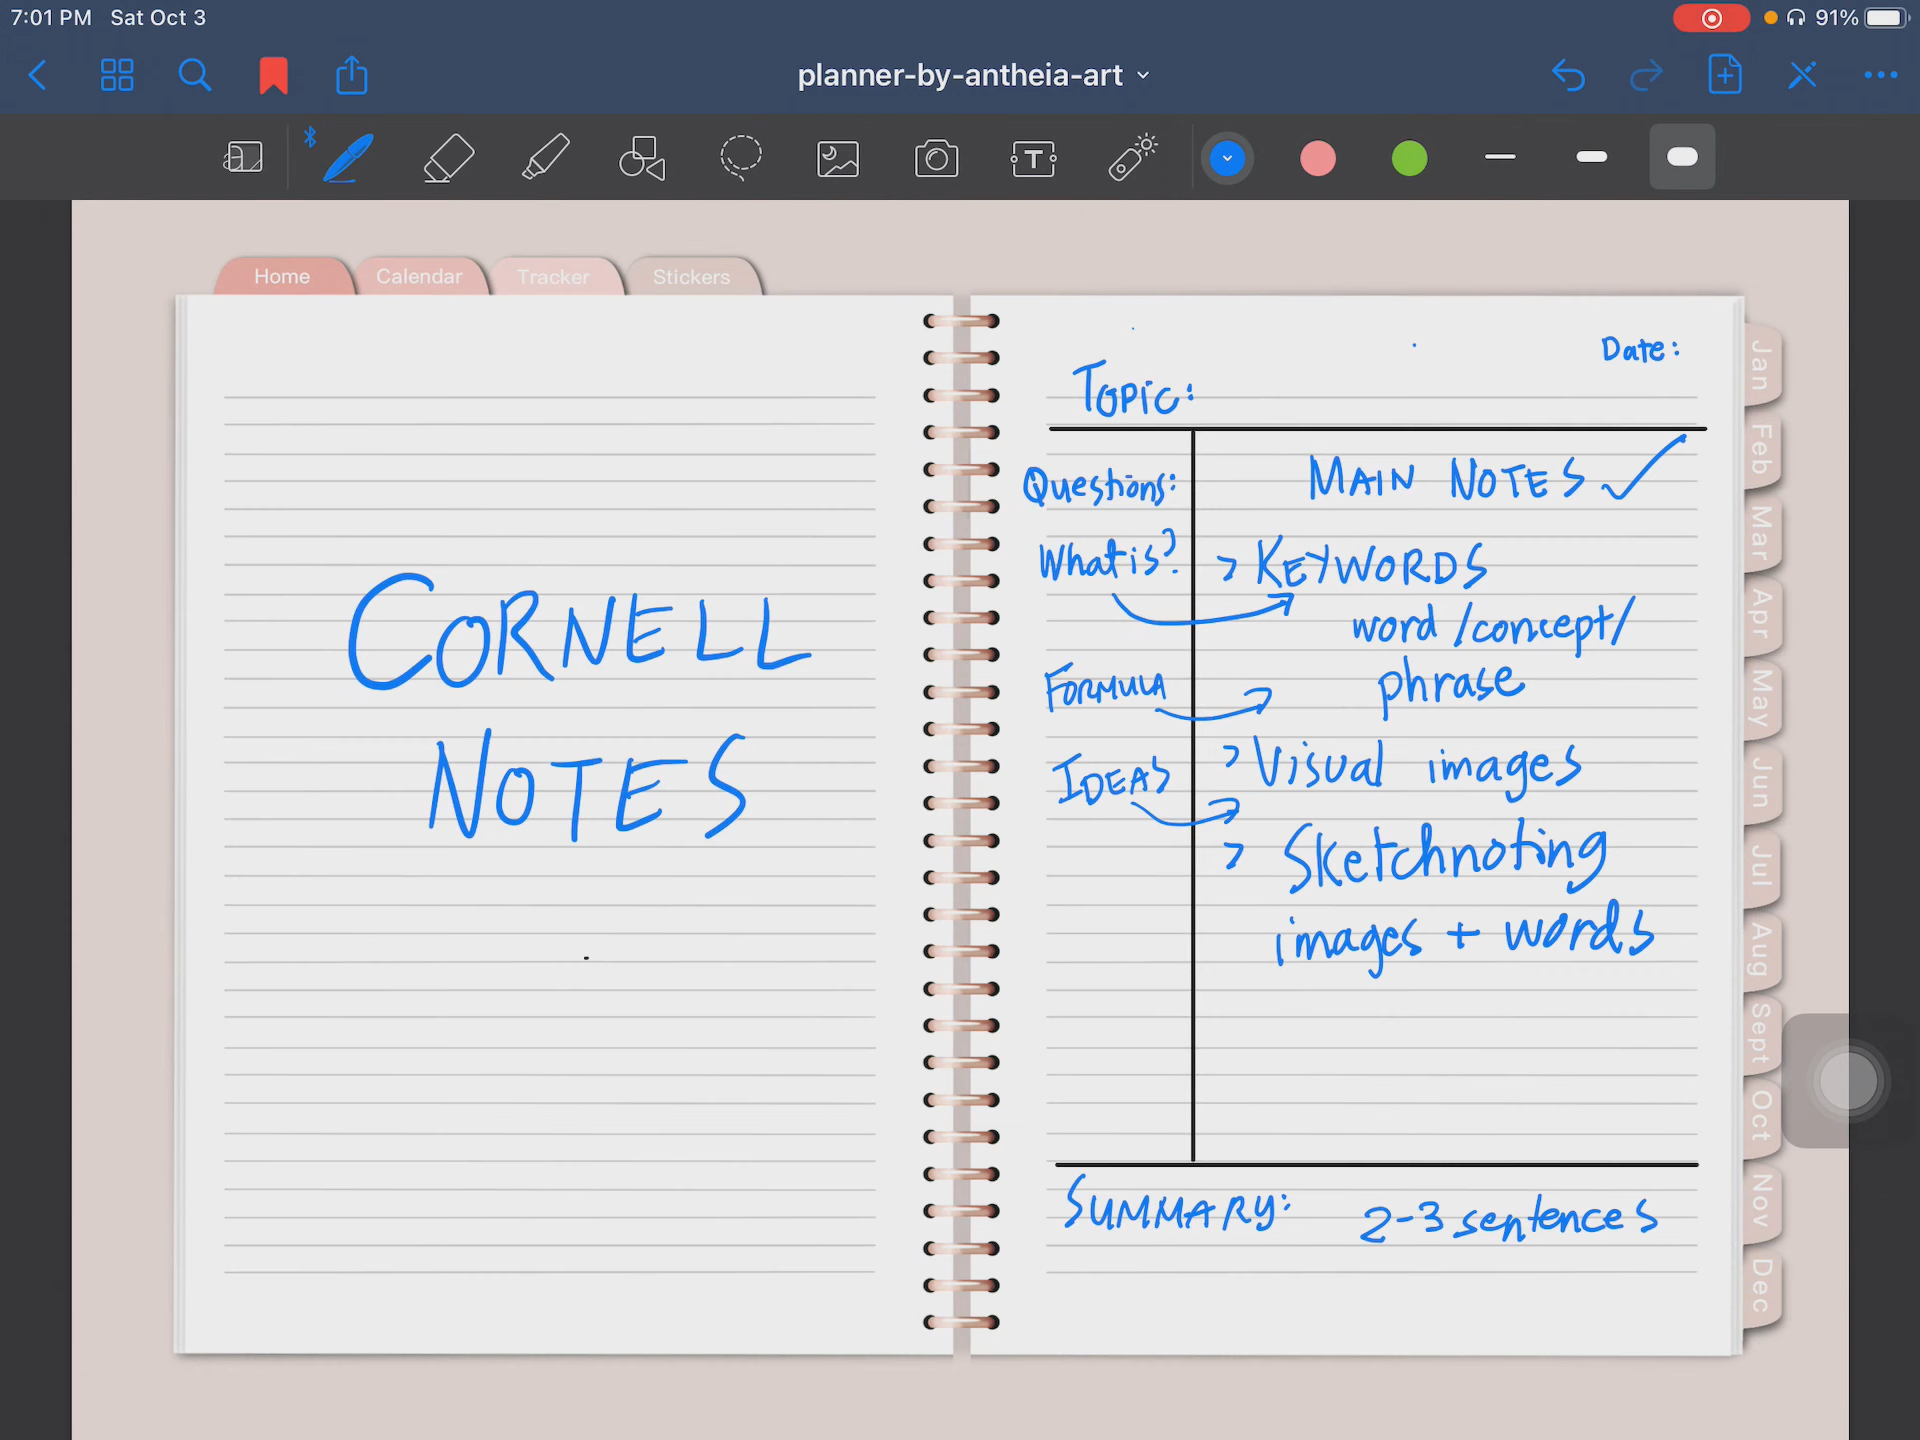 7:01 PM Sat Oct 3
91%
planner-by-antheia-art
Home Calendar Tracker Stickers
CORNELL
NOTES
Date:
TOPIC:
Questions:
What is?
FORMULA
IDEAS
MAIN NOTES ✓
> KEYWORDS
word/concept/
phrase
> Visual images
> Sketchnoting
images + words
SUMMARY: 2-3 sentences
Jan
Feb
Mar
Apr
May
Jun
Jul
Aug
Sept
Oct
Nov
Dec